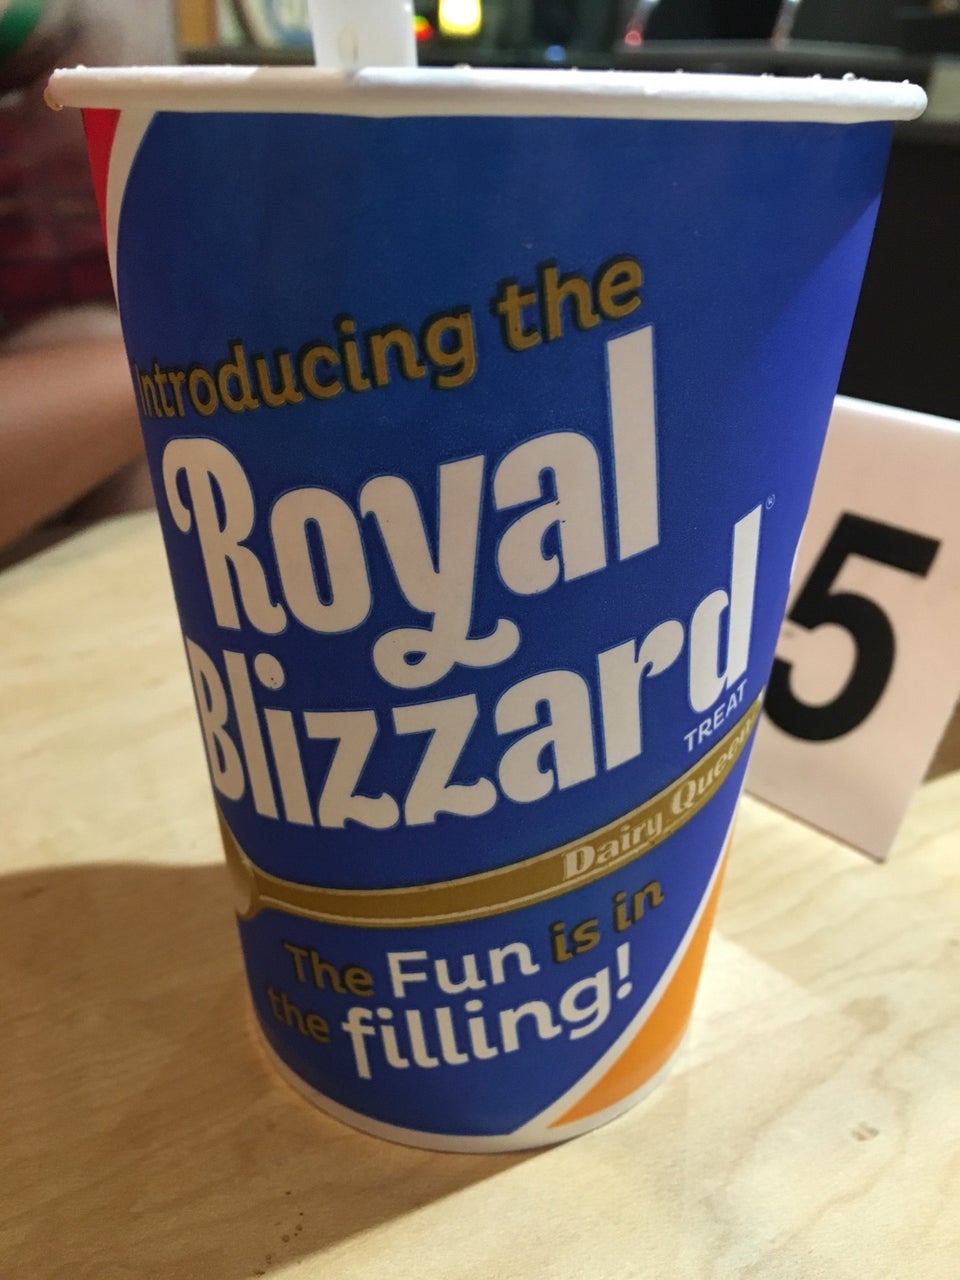 Introducing the
Royal
Blizzard®
TREAT
Dairy Queen
The Fun is in
the filling!
5